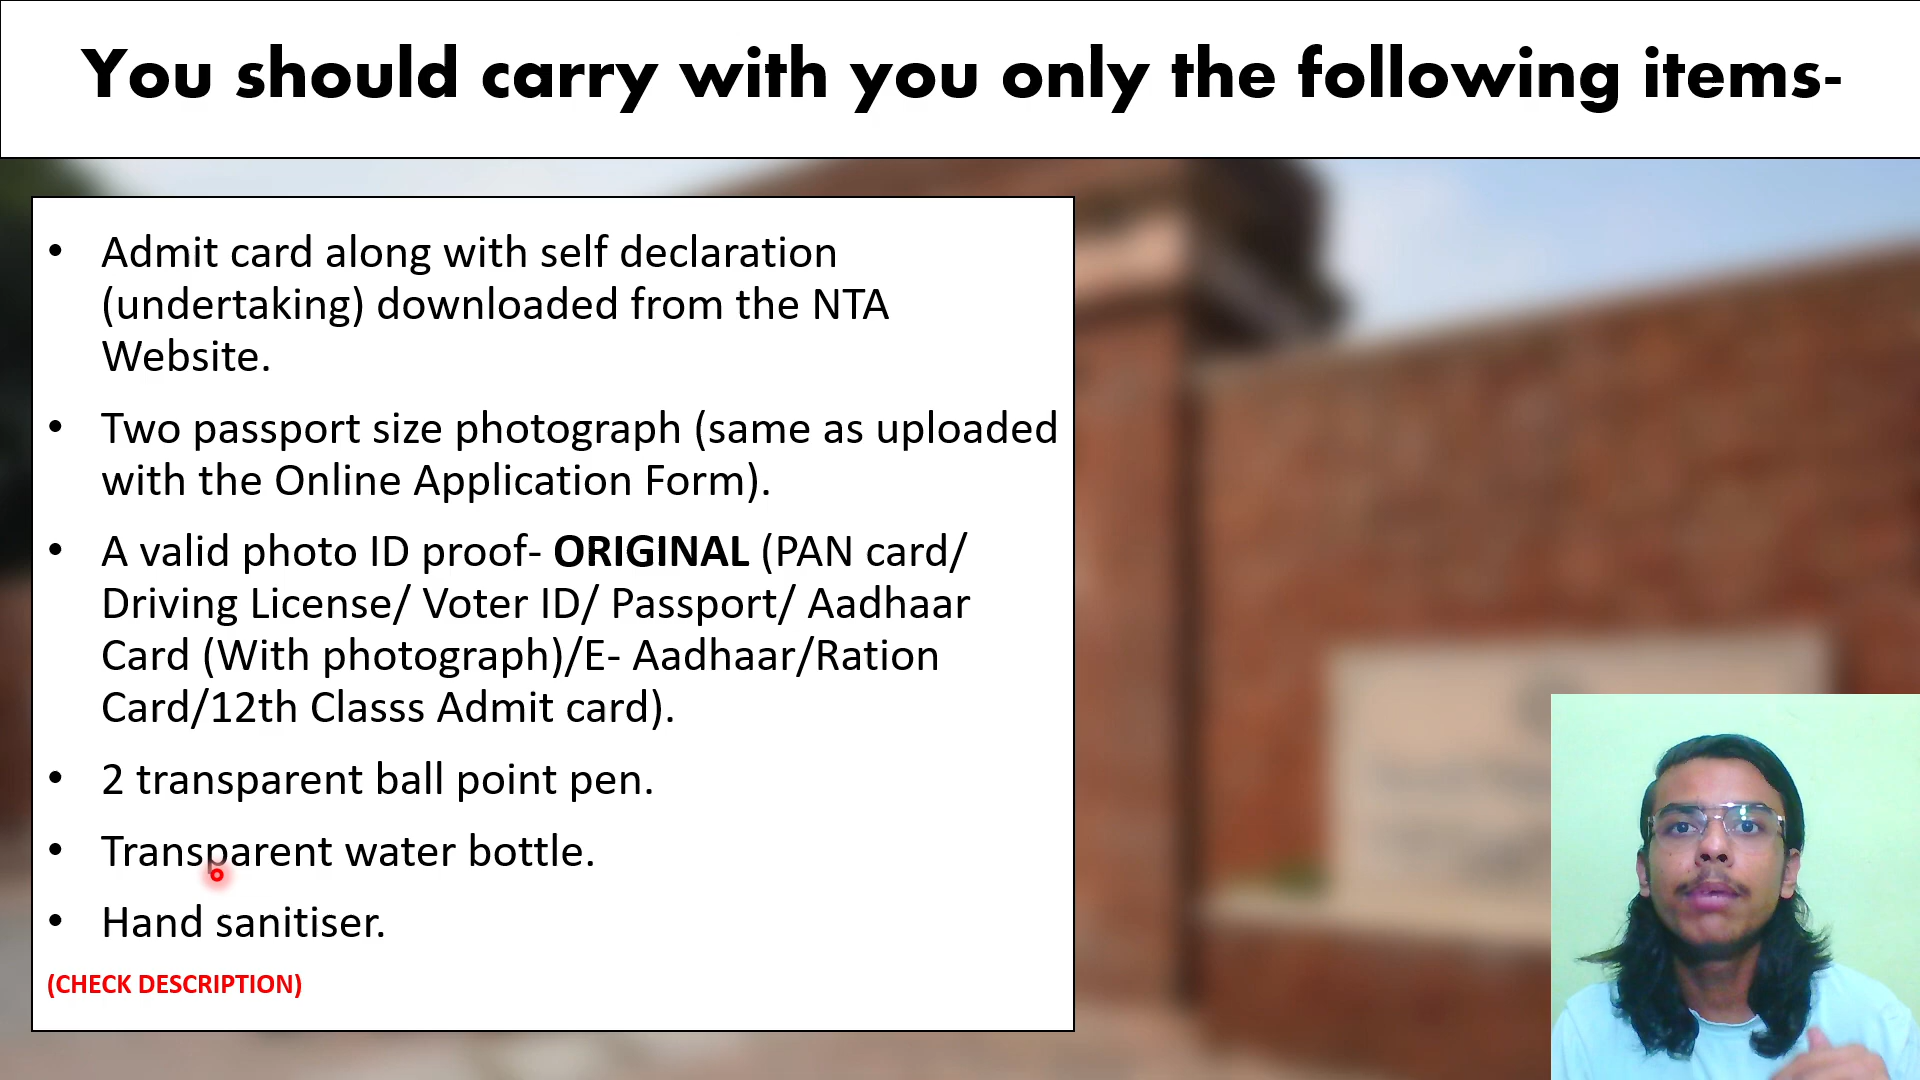 You should carry with you only the following items-
• Admit card along with self declaration
(undertaking) downloaded from the NTA
Website.
• Two passport size photograph (same as uploaded
with the Online Application Form).
• A valid photo ID proof- ORIGINAL (PAN card/
Driving License/ Voter ID/ Passport/ Aadhaar
Card (With photograph)/E- Aadhaar/Ration
Card/12th Classs Admit card).
• 2 transparent ball point pen.
• Transparent water bottle.
• Hand sanitiser.
(CHECK DESCRIPTION)